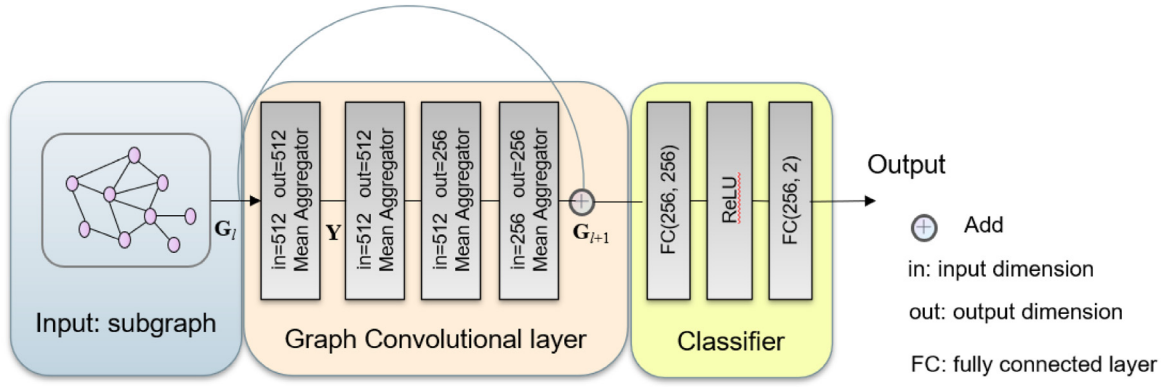 Input: subgraph
Gl
in=512 out=512
Mean Aggregator
Y
in=512 out=512
Mean Aggregator
in=512 out=256
Mean Aggregator
in=256 out=256
Mean Aggregator
+
Gl+1
Graph Convolutional layer
FC(256, 256)
ReLU
FC(256, 2)
Classifier
Output
+ Add
in: input dimension
out: output dimension
FC: fully connected layer